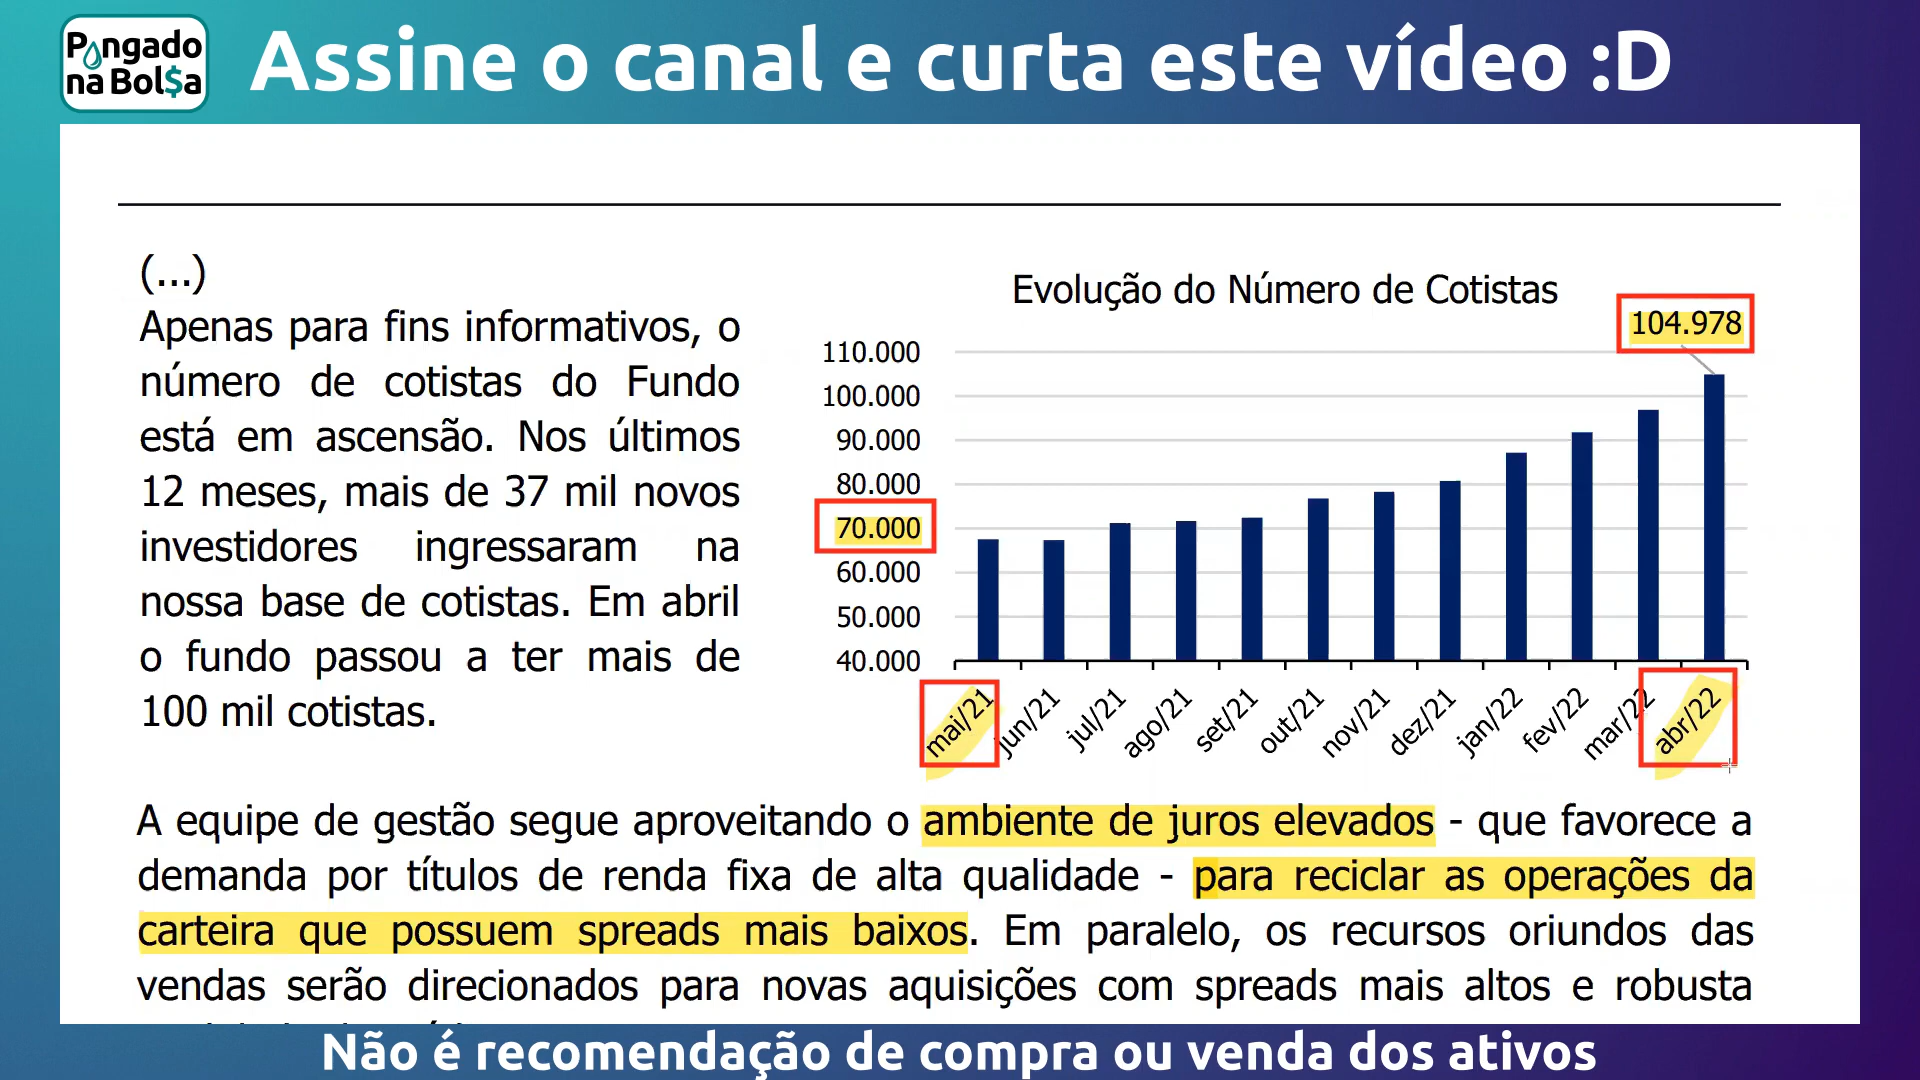 Pingado
na Bol$a
Assine o canal e curta este vídeo :D
(...)
Apenas para fins informativos, o
número de cotistas do Fundo
está em ascensão. Nos últimos
12 meses, mais de 37 mil novos
investidores ingressaram na
nossa base de cotistas. Em abril
o fundo passou a ter mais de
100 mil cotistas.
Evolução do Número de Cotistas
104.978
110.000
100.000
90.000
80.000
70.000
60.000
50.000
40.000
mai/21 jun/21 jul/21 ago/21 set/21 out/21 nov/21 dez/21 jan/22 fev/22 mar/22 abr/22
A equipe de gestão segue aproveitando o ambiente de juros elevados - que favorece a
demanda por títulos de renda fixa de alta qualidade - para reciclar as operações da
carteira que possuem spreads mais baixos. Em paralelo, os recursos oriundos das
vendas serão direcionados para novas aquisições com spreads mais altos e robusta
Não é recomendação de compra ou venda dos ativos